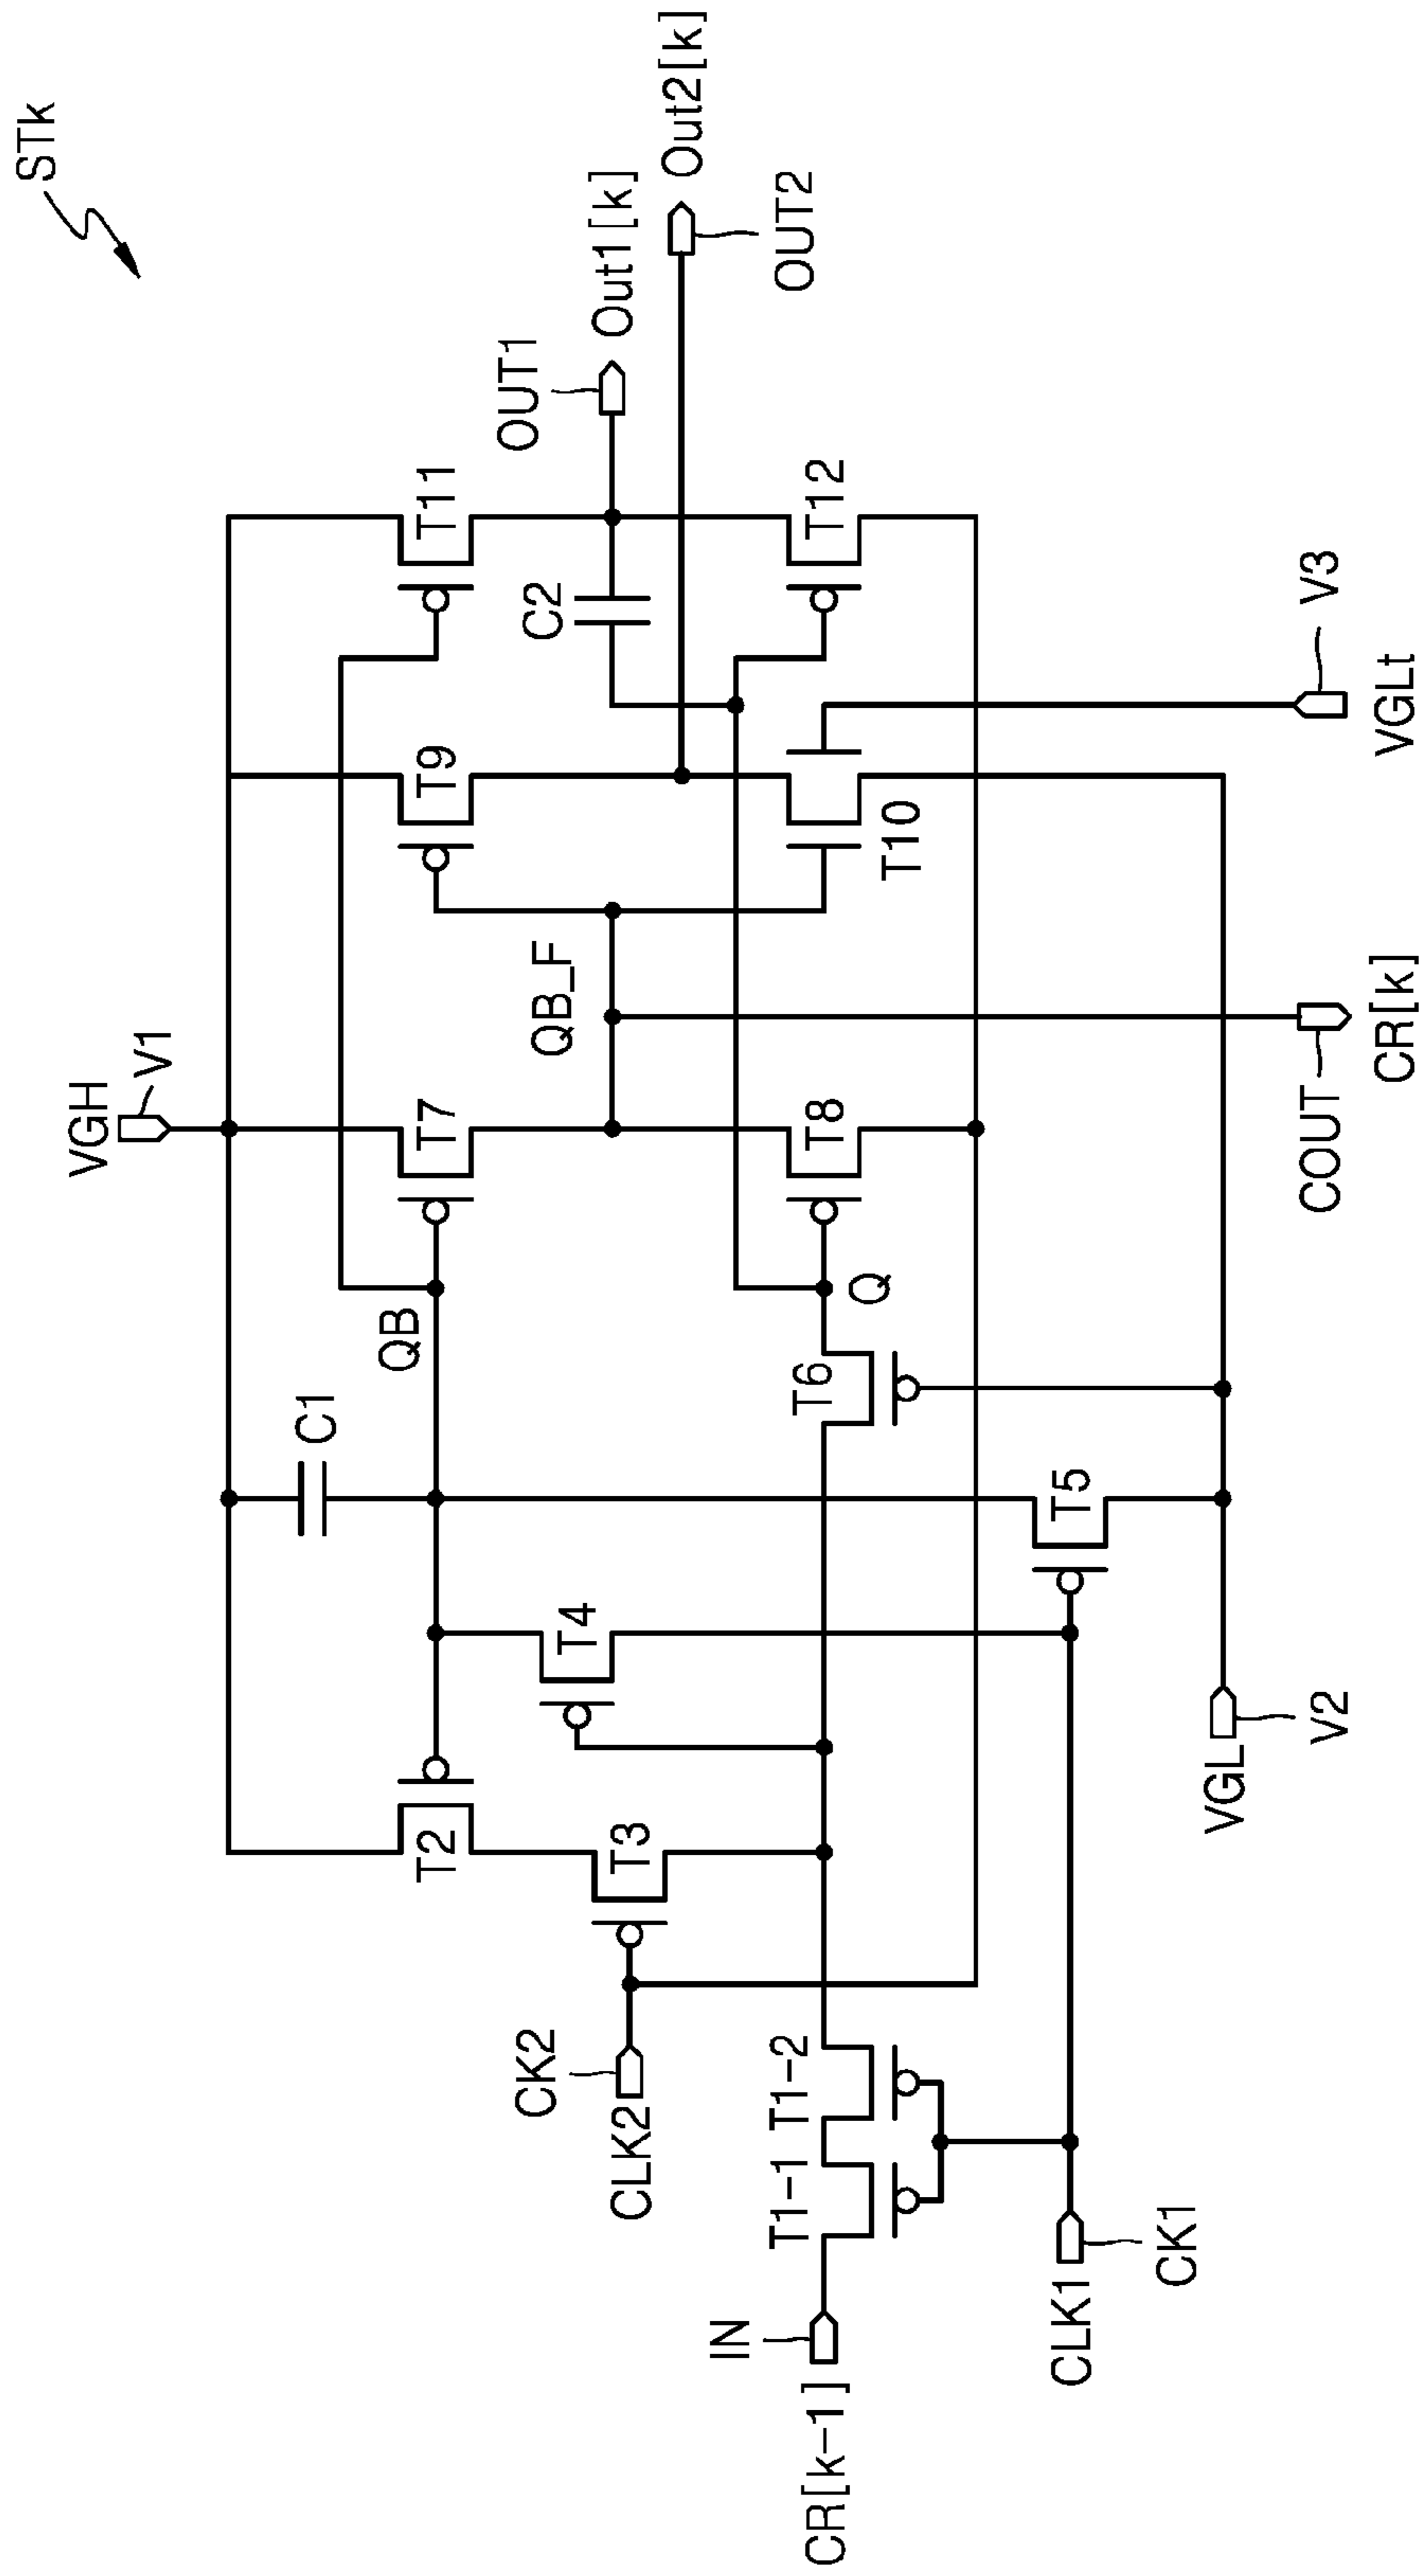 STk
VGH
V1
C1
QB
T7
T9
T11
OUT1
Out1[k]
Out2[k]
OUT2
T2
T4
QB_F
C2
CK2
CLK2
T3
IN
CR[k-1]
T1-1
T1-2
T6
Q
T8
T10
T12
T5
CLK1
CK1
VGL
V2
COUT
CR[k]
V3
VGLt